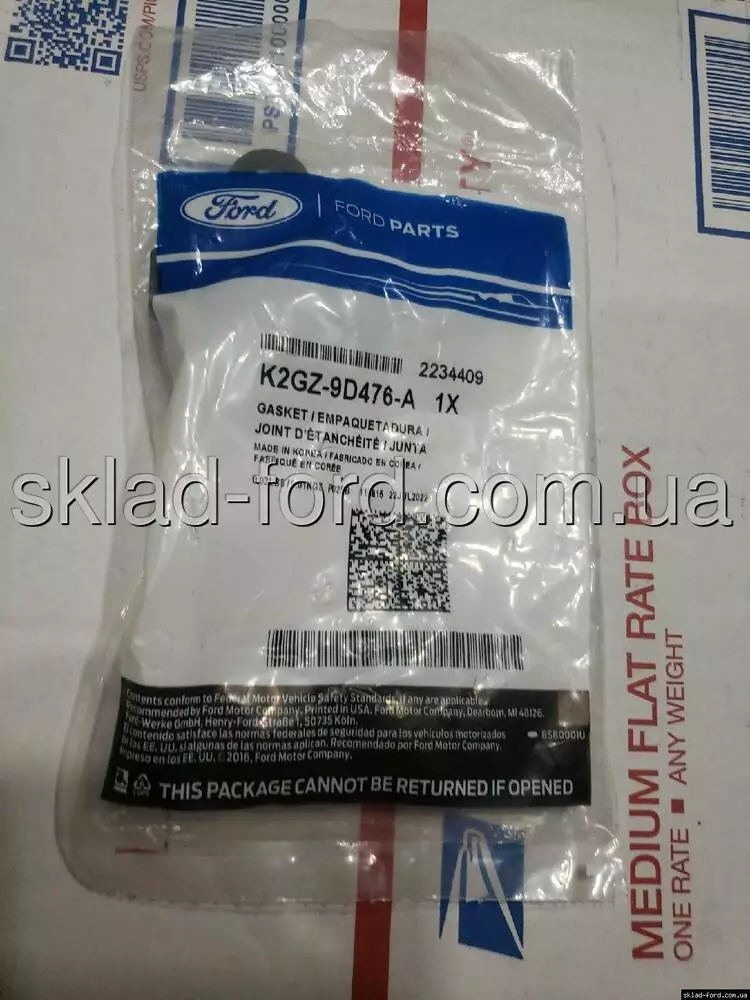 USPS.COM/PI
Ford | FORD PARTS
2234409
K2GZ-9D476-A 1X
GASKET / EMPAQUETADURA /
JOINT D'ÉTANCHÉITÉ / JUNTA
MADE IN KOREA / FABRICADO EN COREA /
FABRIQUÉ EN CORÉE
sklad-ford.com.ua
Contents conform to Federal Motor Vehicle Safety Standards, if any are applicable.
Recommended by Ford Motor Company. Printed in USA. Ford Motor Company, Dearborn, MI 48126.
Ford-Werke GmbH, Henry-Ford-Straße 1, 50735 Köln.
El contenido satisface las normas federales de seguridad para los vehículos motorizados
de los EE. UU. si algunas de las normas aplican. Recomendado por Ford Motor Company.
Impreso en los EE. UU. © 2016, Ford Motor Company.
THIS PACKAGE CANNOT BE RETURNED IF OPENED
MEDIUM FLAT RATE BOX
ONE RATE ■ ANY WEIGHT
sklad-ford.com.ua